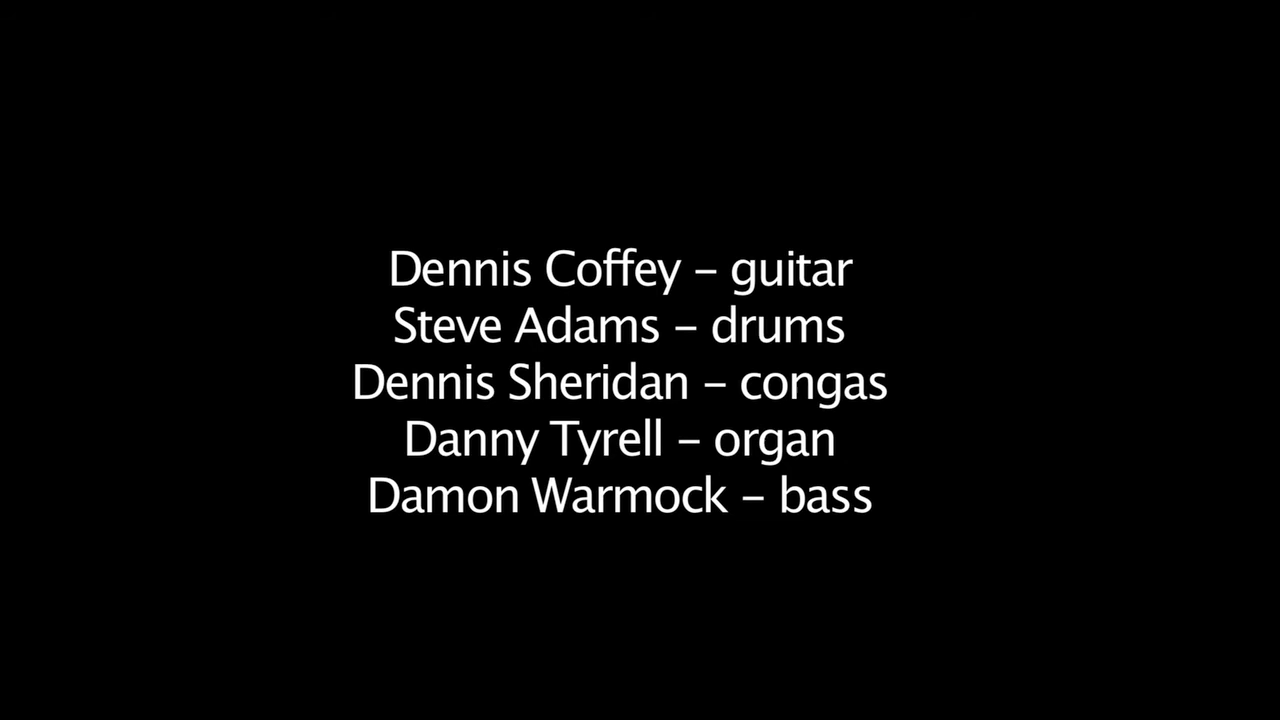 Dennis Coffey – guitar
Steve Adams – drums
Dennis Sheridan – congas
Danny Tyrell – organ
Damon Warmock – bass